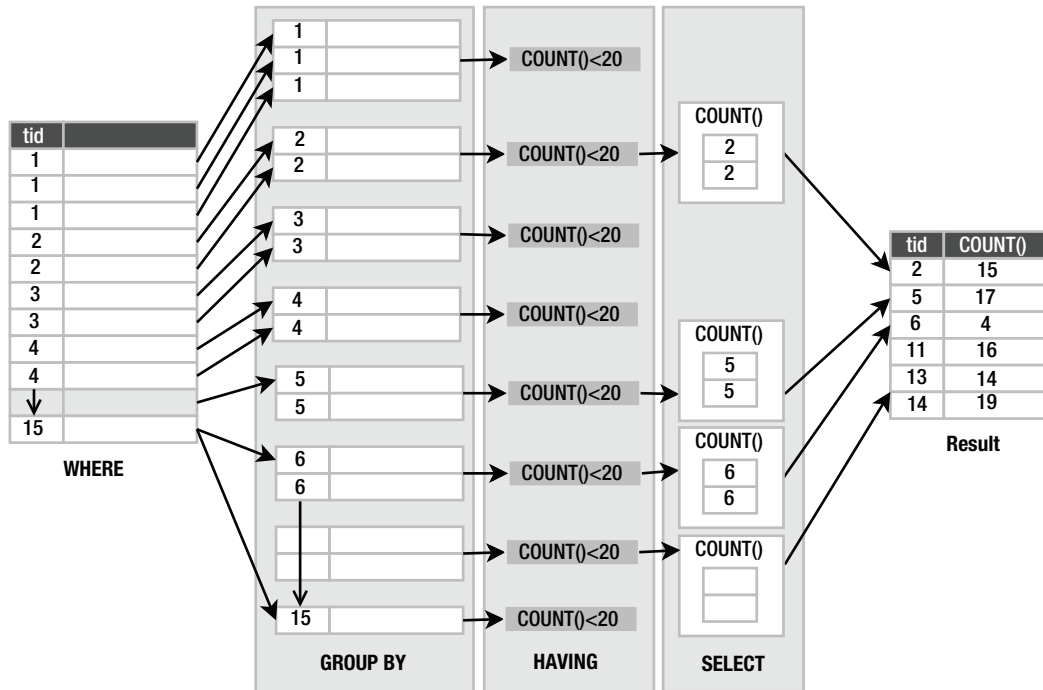 tid
1
1
1
2
2
3
3
4
4
15
WHERE
1
1
1
2
2
3
3
4
4
5
5
6
6
15
GROUP BY
COUNT()<20
COUNT()<20
COUNT()<20
COUNT()<20
COUNT()<20
COUNT()<20
COUNT()<20
COUNT()<20
HAVING
COUNT()
2
2
COUNT()
5
5
COUNT()
6
6
COUNT()
SELECT
tid COUNT()
2 15
5 17
6 4
11 16
13 14
14 19
Result